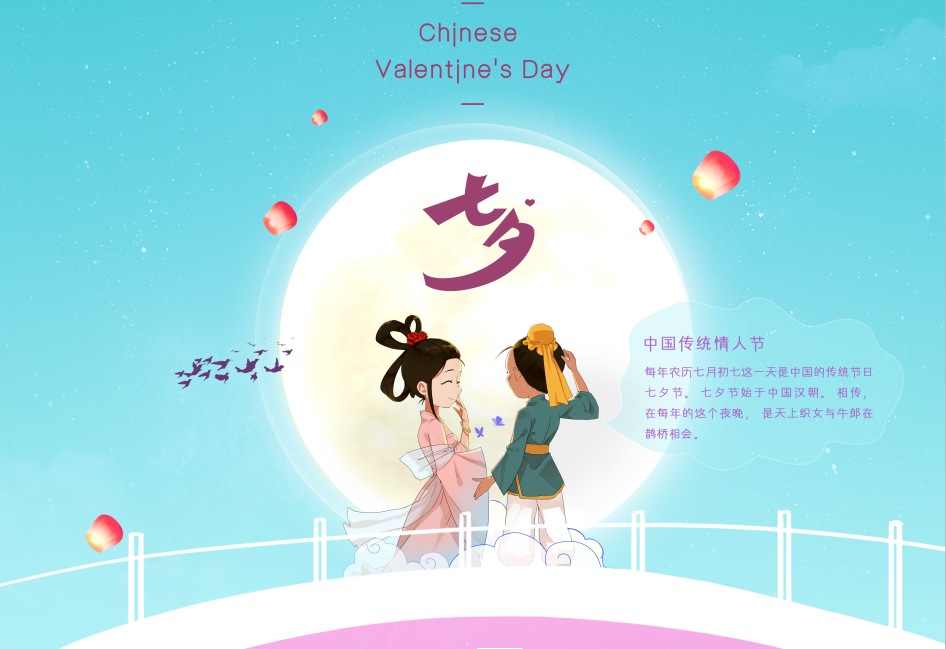 Chinese
Valentine's Day
七夕
中国传统情人节
每年农历七月初七这一天是中国的传统节日
七夕节。 七夕节始于中国汉朝。 相传，
在每年的这个夜晚， 是天上织女与牛郎在
鹊桥相会。